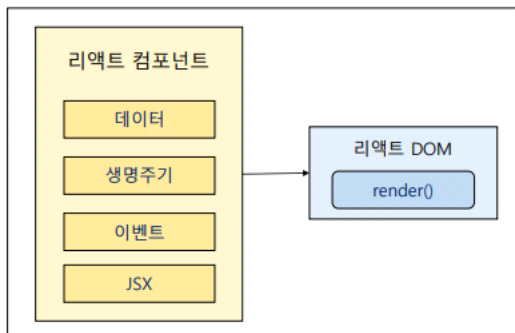 리액트 컴포넌트
데이터
생명주기
이벤트
JSX
리액트 DOM
render()